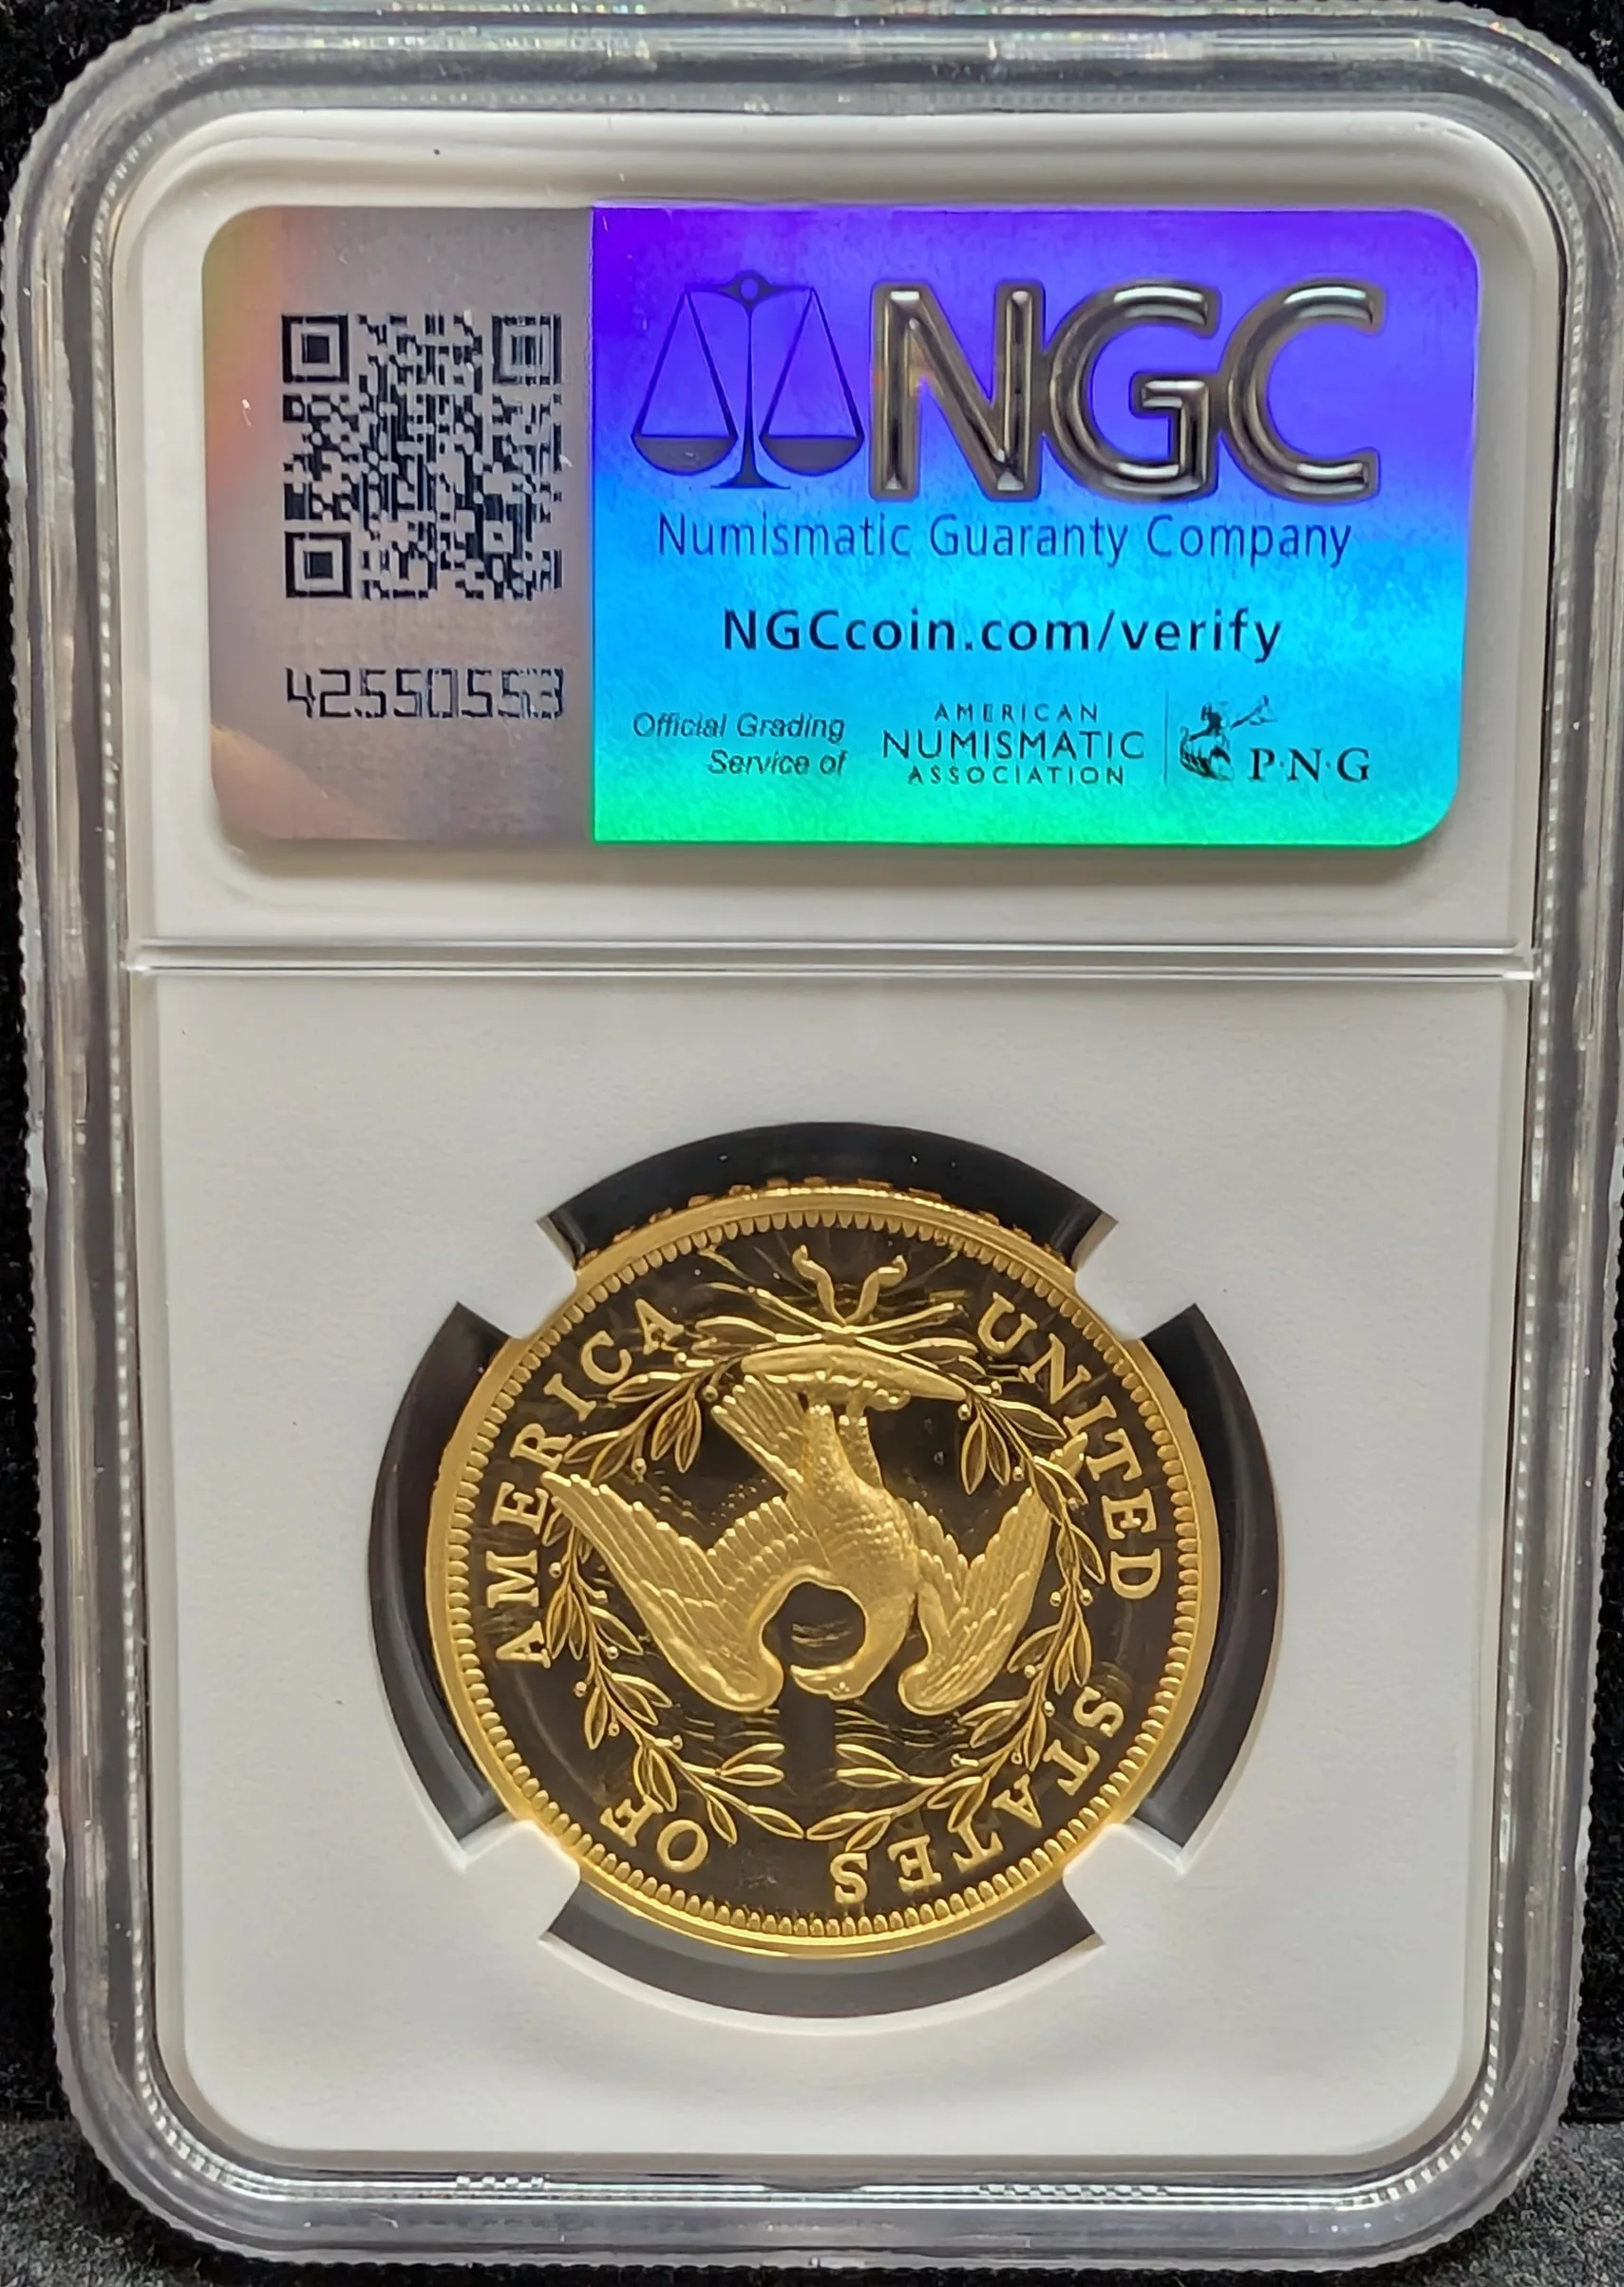 NGC
Numismatic Guaranty Company
NGCcoin.com/verify
42550553
Official Grading
Service of
AMERICAN
NUMISMATIC
ASSOCIATION
P·N·G
UNITED STATES OF AMERICA